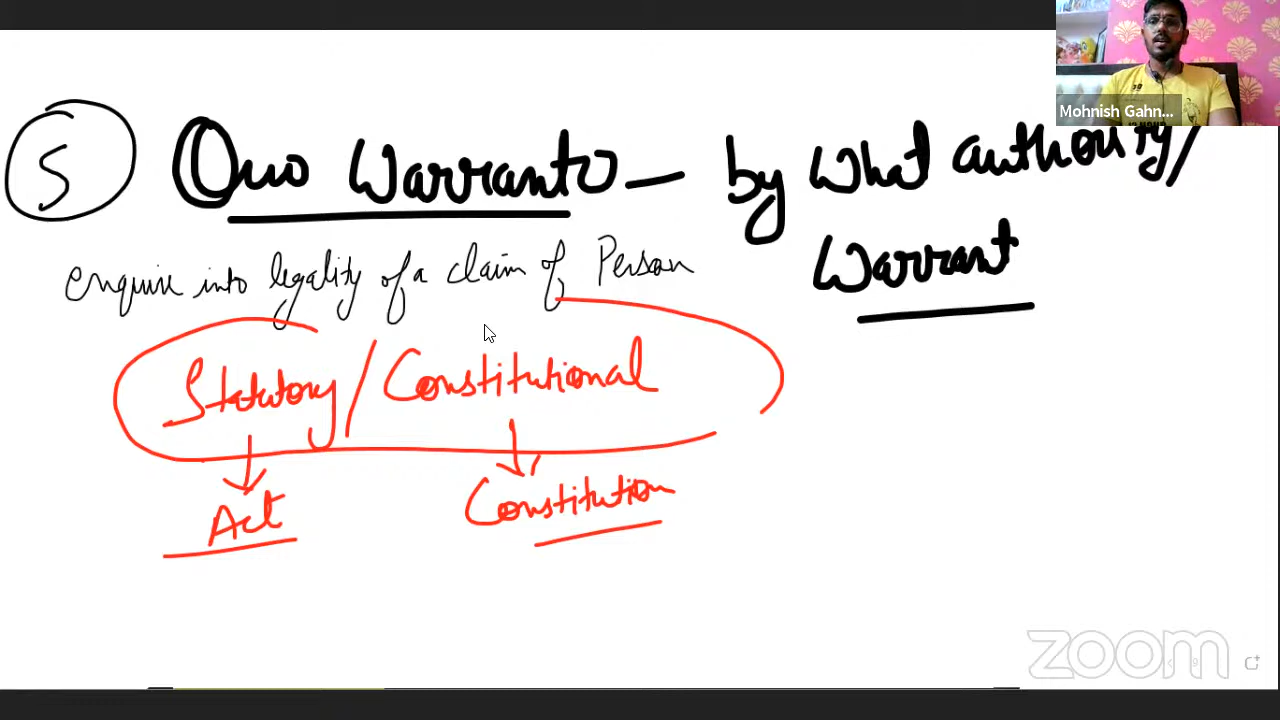 5 Quo Warranto - by What authority/
Warrant
enquire into legality of a claim of Person
Statutory / Constitutional
Act Constitution
Mohnish Gahn...
zoom
9